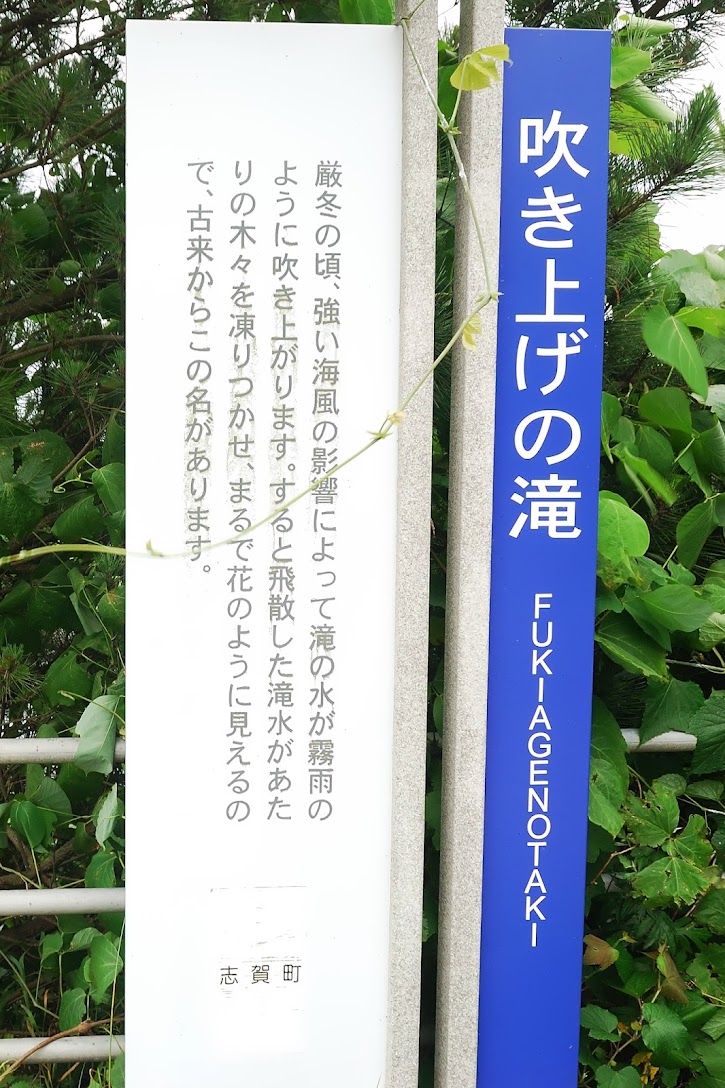 吹き上げの滝
FUKIAGENOTAKI
厳冬の頃、強い海風の影響によって滝の水が霧雨の
ように吹き上がります。すると飛散した滝水があた
りの木々を凍りつかせ、まるで花のように見えるの
で、古来からこの名があります。
志賀町